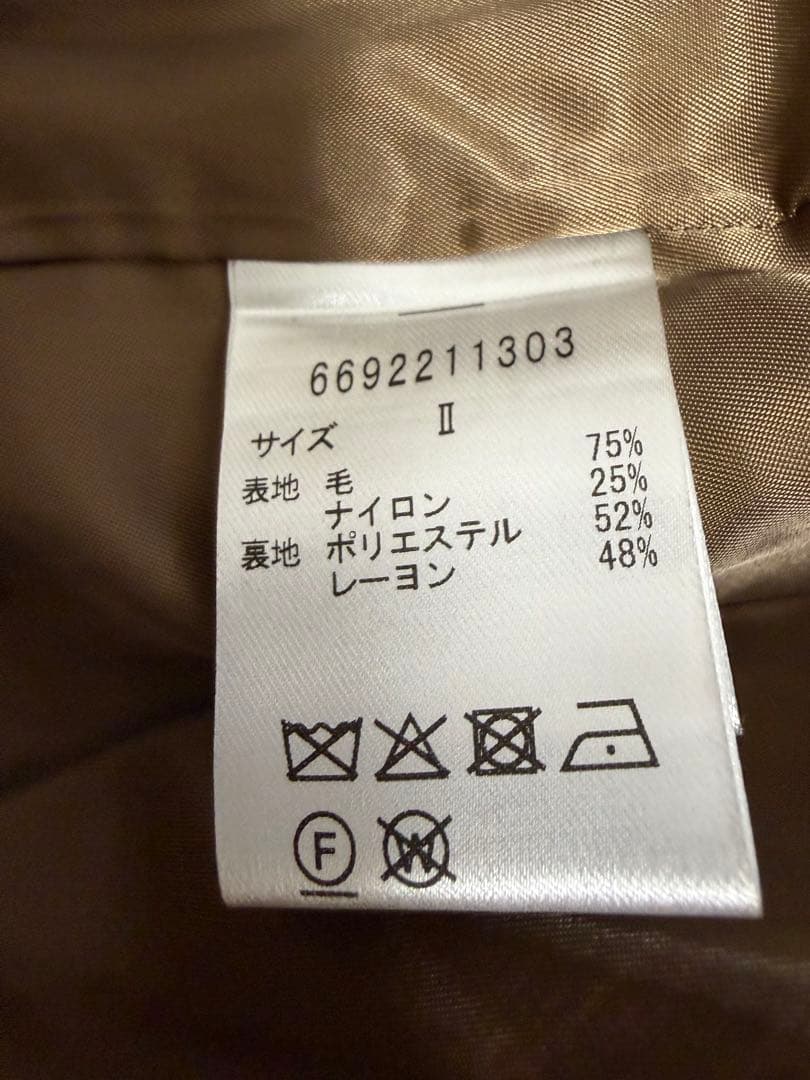 6692211303
サイズ II
表地 毛 75%
ナイロン 25%
裏地 ポリエステル 52%
レーヨン 48%
F
W